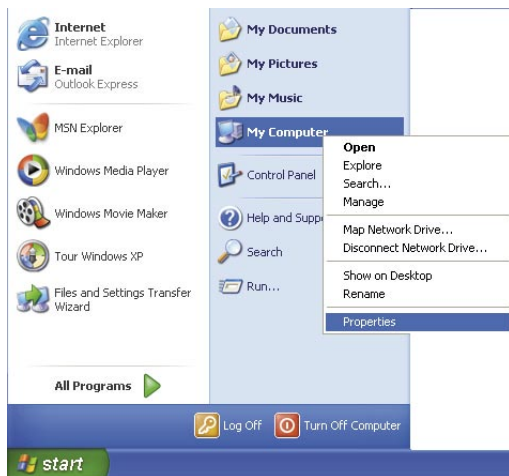 Internet
Internet Explorer
E-mail
Outlook Express
MSN Explorer
Windows Media Player
Windows Movie Maker
Tour Windows XP
Files and Settings Transfer
Wizard
All Programs
My Documents
My Pictures
My Music
My Computer
Control Panel
Help and Suppo
Search
Run...
Open
Explore
Search...
Manage
Map Network Drive...
Disconnect Network Drive...
Show on Desktop
Rename
Properties
Log Off
Turn Off Computer
start